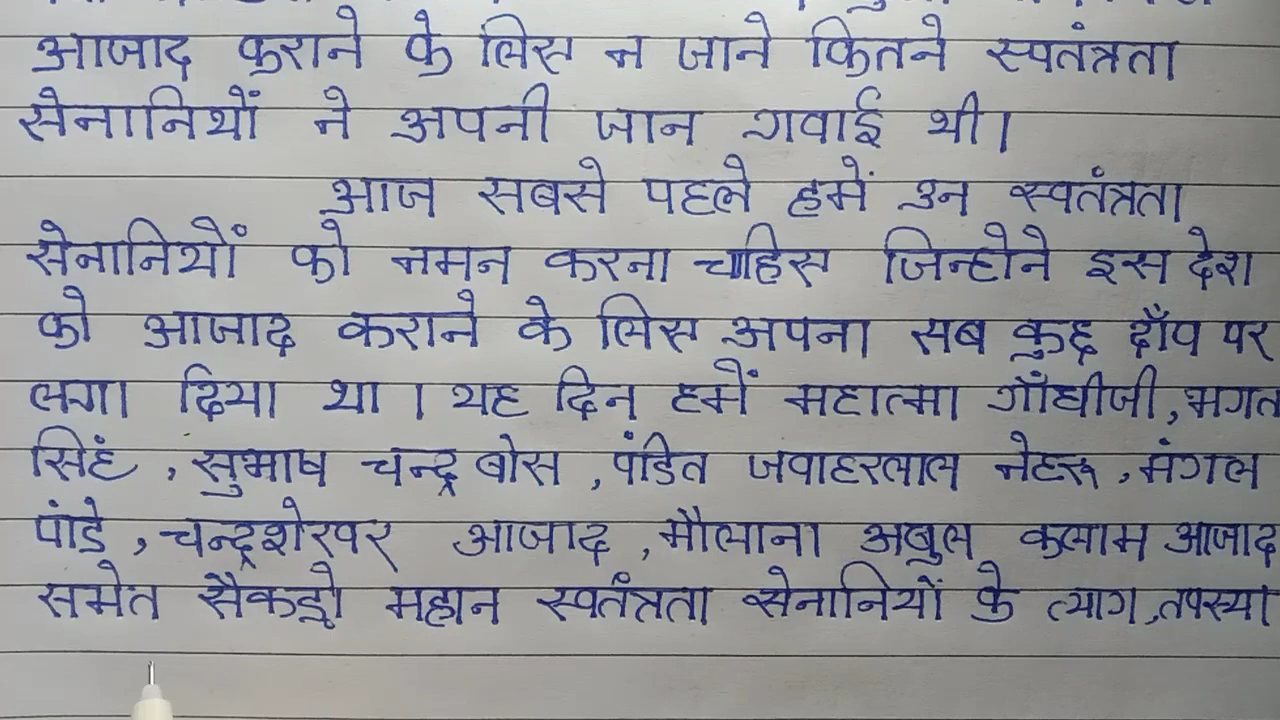 आजाद कराने के लिए न जाने कितने स्वतंत्रता
सेनानियों ने अपनी जान गवाई थी।
आज सबसे पहले हमें उन स्वतंत्रता
सेनानियों को नमन करना चाहिए जिन्होने इस देश
को आजाद कराने के लिए अपना सब कुछ दाँव पर
लगा दिया था। यह दिन हमें महात्मा गाँधीजी, भगत
सिंह, सुभाष चन्द्र बोस, पंडित जवाहरलाल नेहरू, मंगल
पांडे, चन्द्रशेखर आजाद, मौलाना अबुल कलाम आजाद
समेत सैकड़ो महान स्वतंत्रता सेनानियों के त्याग, तपस्या